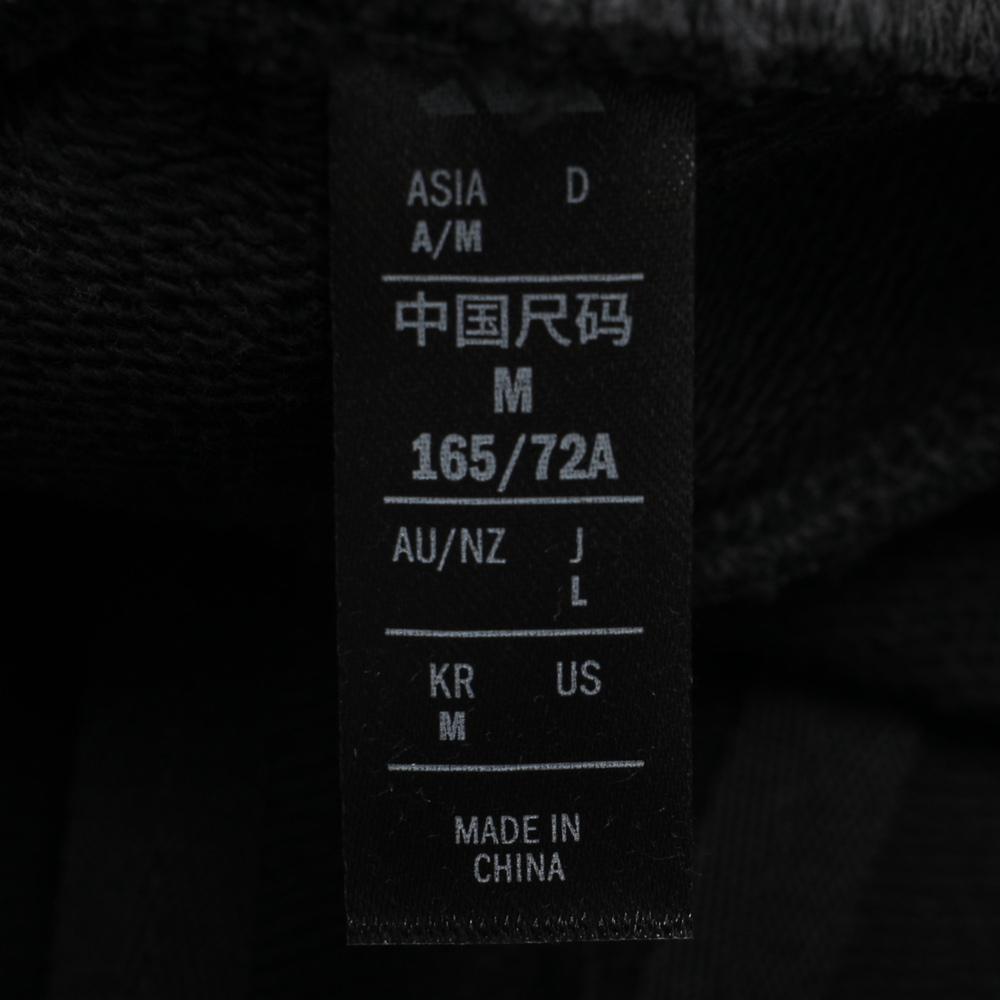 ASIA D
A/M
中国尺码
M
165/72A
AU/NZ J
L
KR US
M
MADE IN
CHINA